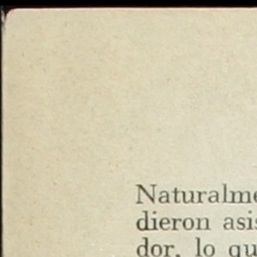 Naturalme
dieron asis
dor, lo qu